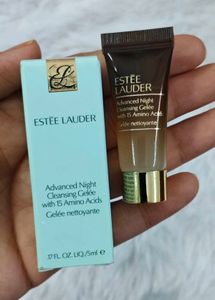 ESTĒE LAUDER
Advanced Night
Cleansing Gelée
with 15 Amino Acids
Gelée nettoyante
.17 FL. OZ. LIQ./5ml ℮
ESTĒE
LAUDER
Advanced Night
Cleansing Gelée
with 15 Amino Acids
Gelée nettoyante